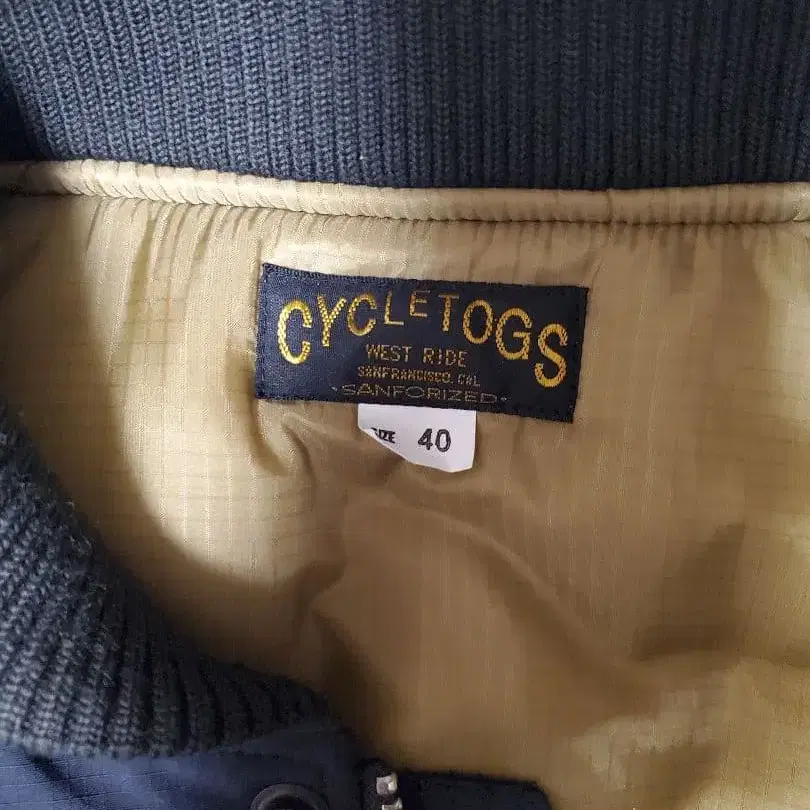 CYCLETOGS
WEST RIDE
SANFRANCISCO. CAL
·SANFORIZED·
SIZE 40